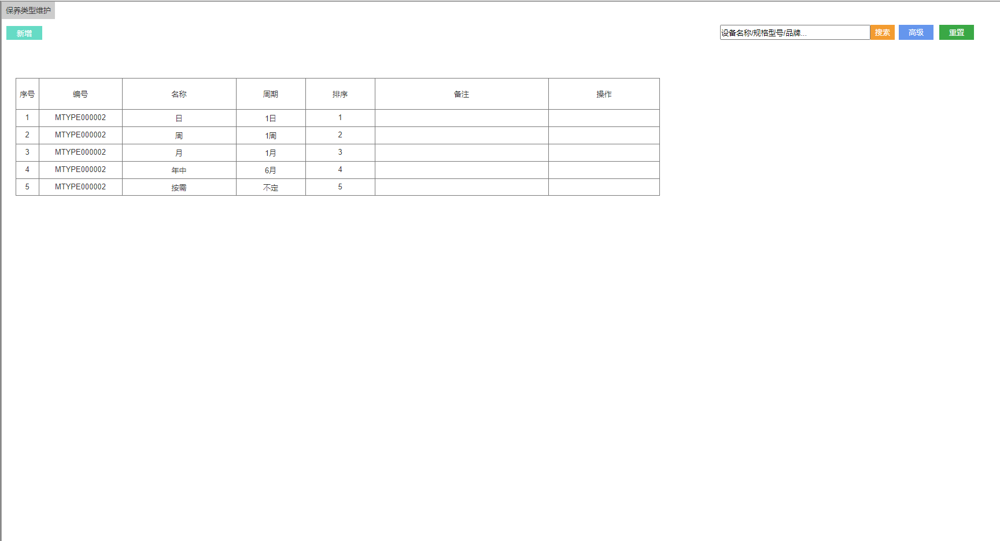 保养类型维护
新增 设备名称/规格型号/品牌... 搜索 高级 重置
序号 编号 名称 周期 排序 备注 操作
1 MTYPE000002 日 1日 1
2 MTYPE000002 周 1周 2
3 MTYPE000002 月 1月 3
4 MTYPE000002 年中 6月 4
5 MTYPE000002 按需 不定 5